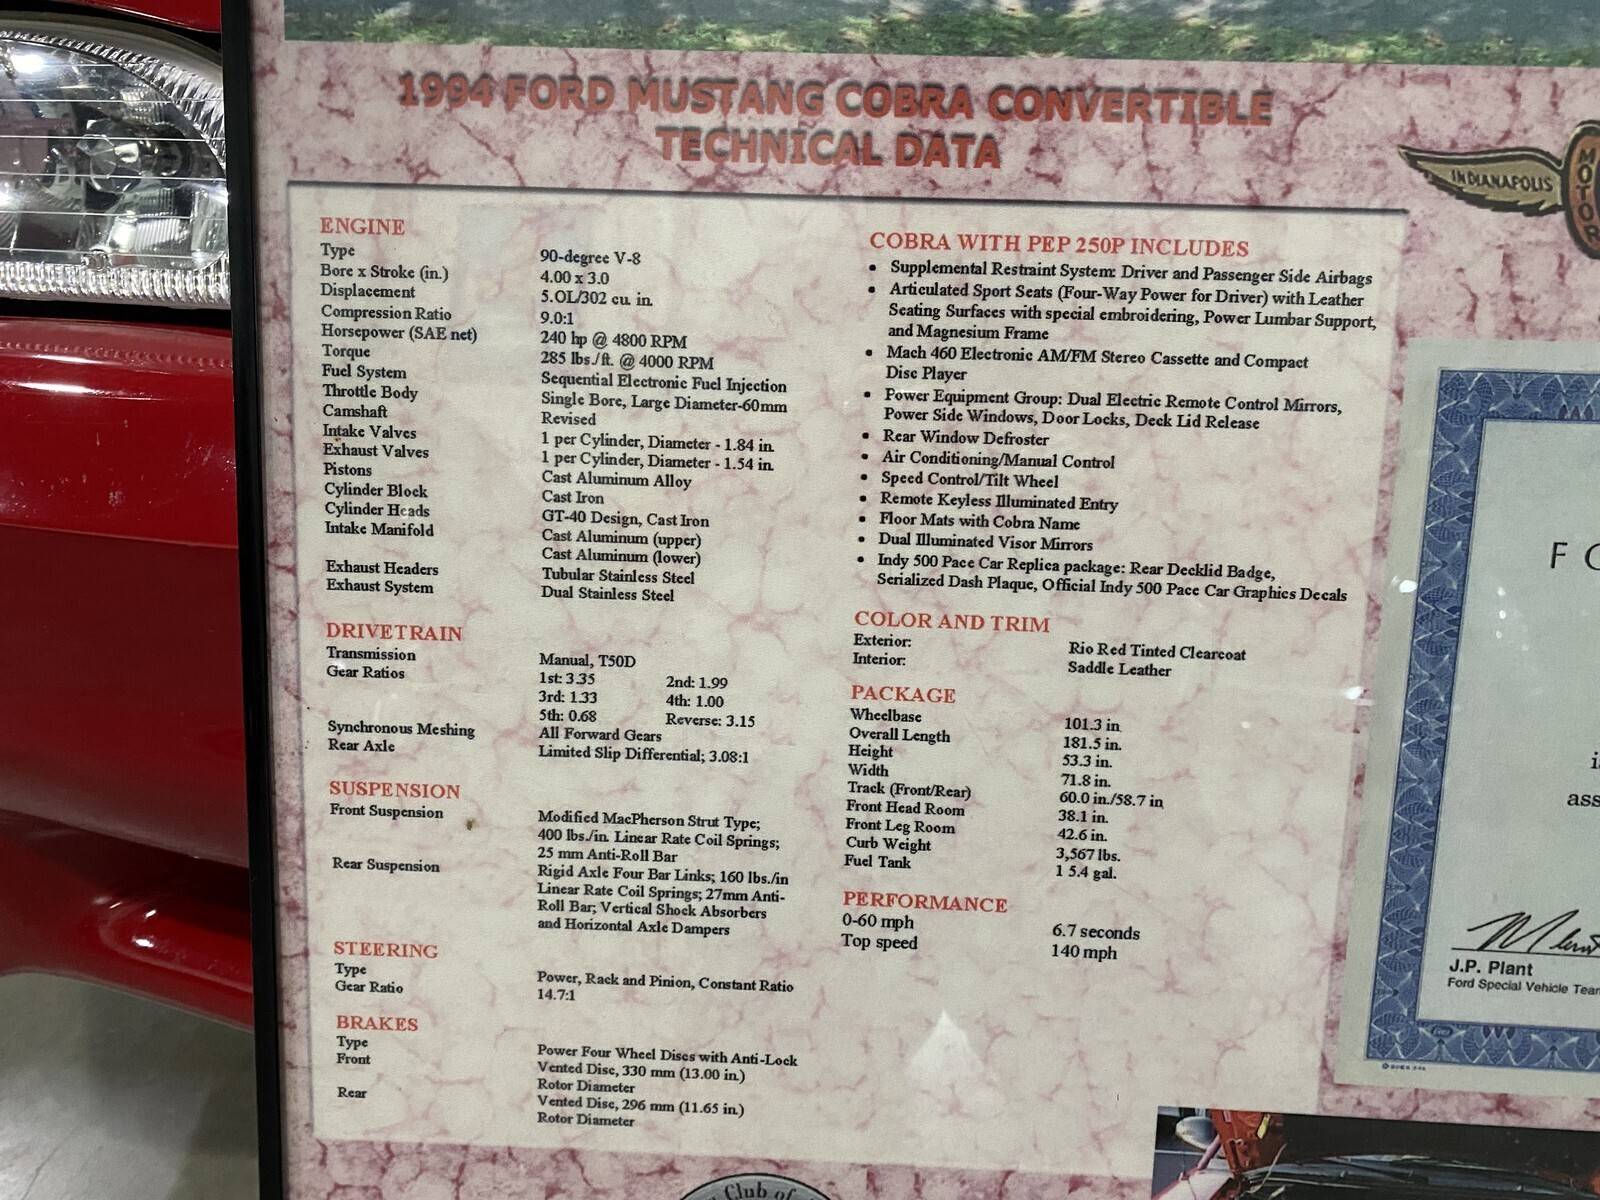 1994 FORD MUSTANG COBRA CONVERTIBLE
TECHNICAL DATA
ENGINE
Type 90-degree V-8
Bore x Stroke (in.) 4.00 x 3.0
Displacement 5.OL/302 cu. in.
Compression Ratio 9.0:1
Horsepower (SAE net) 240 hp @ 4800 RPM
Torque 285 lbs./ft. @ 4000 RPM
Fuel System Sequential Electronic Fuel Injection
Throttle Body Single Bore, Large Diameter-60mm
Camshaft Revised
Intake Valves 1 per Cylinder, Diameter - 1.84 in.
Exhaust Valves 1 per Cylinder, Diameter - 1.54 in.
Pistons Cast Aluminum Alloy
Cylinder Block Cast Iron
Cylinder Heads GT-40 Design, Cast Iron
Intake Manifold Cast Aluminum (upper)
Cast Aluminum (lower)
Exhaust Headers Tubular Stainless Steel
Exhaust System Dual Stainless Steel
DRIVETRAIN
Transmission Manual, T50D
Gear Ratios 1st: 3.35 2nd: 1.99
3rd: 1.33 4th: 1.00
5th: 0.68 Reverse: 3.15
Synchronous Meshing All Forward Gears
Rear Axle Limited Slip Differential; 3.08:1
SUSPENSION
Front Suspension Modified MacPherson Strut Type;
400 lbs./in. Linear Rate Coil Springs;
25 mm Anti-Roll Bar
Rear Suspension Rigid Axle Four Bar Links; 160 lbs./in
Linear Rate Coil Springs; 27mm Anti-
Roll Bar; Vertical Shock Absorbers
and Horizontal Axle Dampers
STEERING
Type Power, Rack and Pinion, Constant Ratio
Gear Ratio 14.7:1
BRAKES
Type Power Four Wheel Discs with Anti-Lock
Front Vented Disc, 330 mm (13.00 in.)
Rotor Diameter
Rear Vented Disc, 296 mm (11.65 in.)
Rotor Diameter
COBRA WITH PEP 250P INCLUDES
• Supplemental Restraint System: Driver and Passenger Side Airbags
• Articulated Sport Seats (Four-Way Power for Driver) with Leather
Seating Surfaces with special embroidering, Power Lumbar Support,
and Magnesium Frame
• Mach 460 Electronic AM/FM Stereo Cassette and Compact
Disc Player
• Power Equipment Group: Dual Electric Remote Control Mirrors,
Power Side Windows, Door Locks, Deck Lid Release
• Rear Window Defroster
• Air Conditioning/Manual Control
• Speed Control/Tilt Wheel
• Remote Keyless Illuminated Entry
• Floor Mats with Cobra Name
• Dual Illuminated Visor Mirrors
• Indy 500 Pace Car Replica package: Rear Decklid Badge,
Serialized Dash Plaque, Official Indy 500 Pace Car Graphics Decals
COLOR AND TRIM
Exterior: Rio Red Tinted Clearcoat
Interior: Saddle Leather
PACKAGE
Wheelbase 101.3 in.
Overall Length 181.5 in.
Height 53.3 in.
Width 71.8 in.
Track (Front/Rear) 60.0 in./58.7 in
Front Head Room 38.1 in.
Front Leg Room 42.6 in.
Curb Weight 3,567 lbs.
Fuel Tank 1 5.4 gal.
PERFORMANCE
0-60 mph 6.7 seconds
Top speed 140 mph
INDIANAPOLIS
MOTOR
F
ass
J.P. Plant
Ford Special Vehicle Tea
Club of